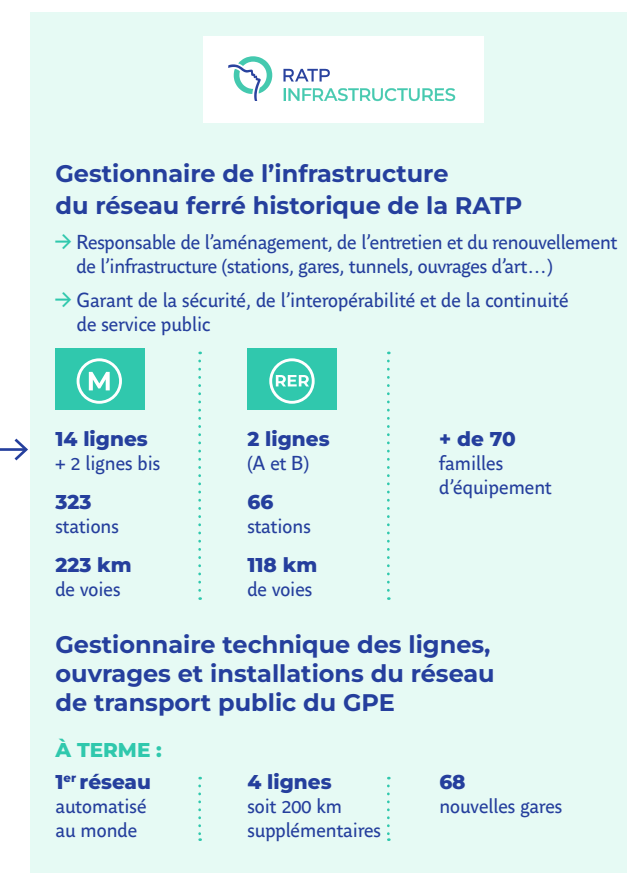 RATP
INFRASTRUCTURES
Gestionnaire de l’infrastructure
du réseau ferré historique de la RATP
→ Responsable de l’aménagement, de l’entretien et du renouvellement
de l’infrastructure (stations, gares, tunnels, ouvrages d’art…)
→ Garant de la sécurité, de l’interopérabilité et de la continuité
de service public
M
14 lignes
+ 2 lignes bis
323
stations
223 km
de voies
RER
2 lignes
(A et B)
66
stations
118 km
de voies
+ de 70
familles
d’équipement
Gestionnaire technique des lignes,
ouvrages et installations du réseau
de transport public du GPE
À TERME :
1er réseau
automatisé
au monde
4 lignes
soit 200 km
supplémentaires
68
nouvelles gares